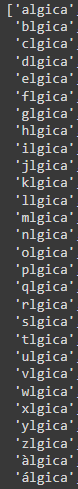 ['algica',
'blgica',
'clgica',
'dlgica',
'elgica',
'flgica',
'glgica',
'hlgica',
'ilgica',
'jlgica',
'klgica',
'llgica',
'mlgica',
'nlgica',
'olgica',
'plgica',
'qlgica',
'rlgica',
'slgica',
'tlgica',
'ulgica',
'vlgica',
'wlgica',
'xlgica',
'ylgica',
'zlgica',
'àlgica',
'álgica',